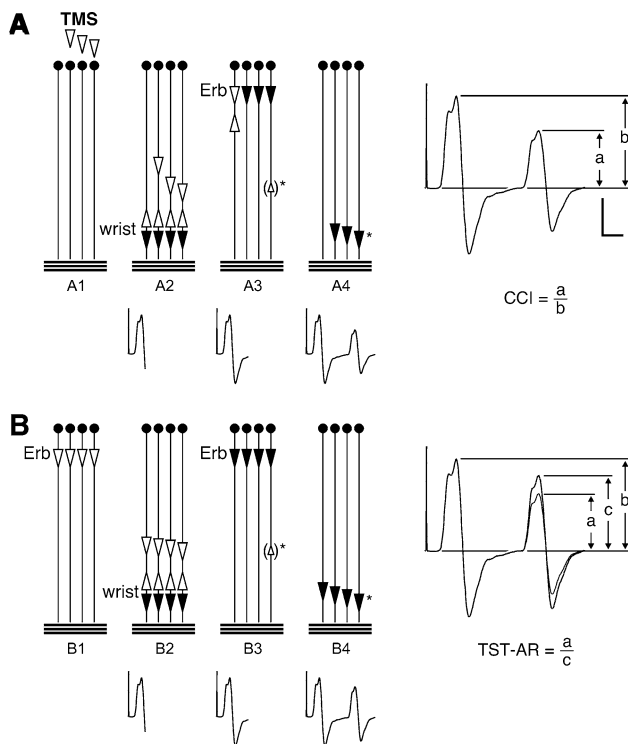 A
TMS
Erb
b
a
( )*
wrist
*
A1 A2 A3 A4
CCI = a/b
B
Erb
Erb
b
c
a
( )*
wrist
*
B1 B2 B3 B4
TST-AR = a/c